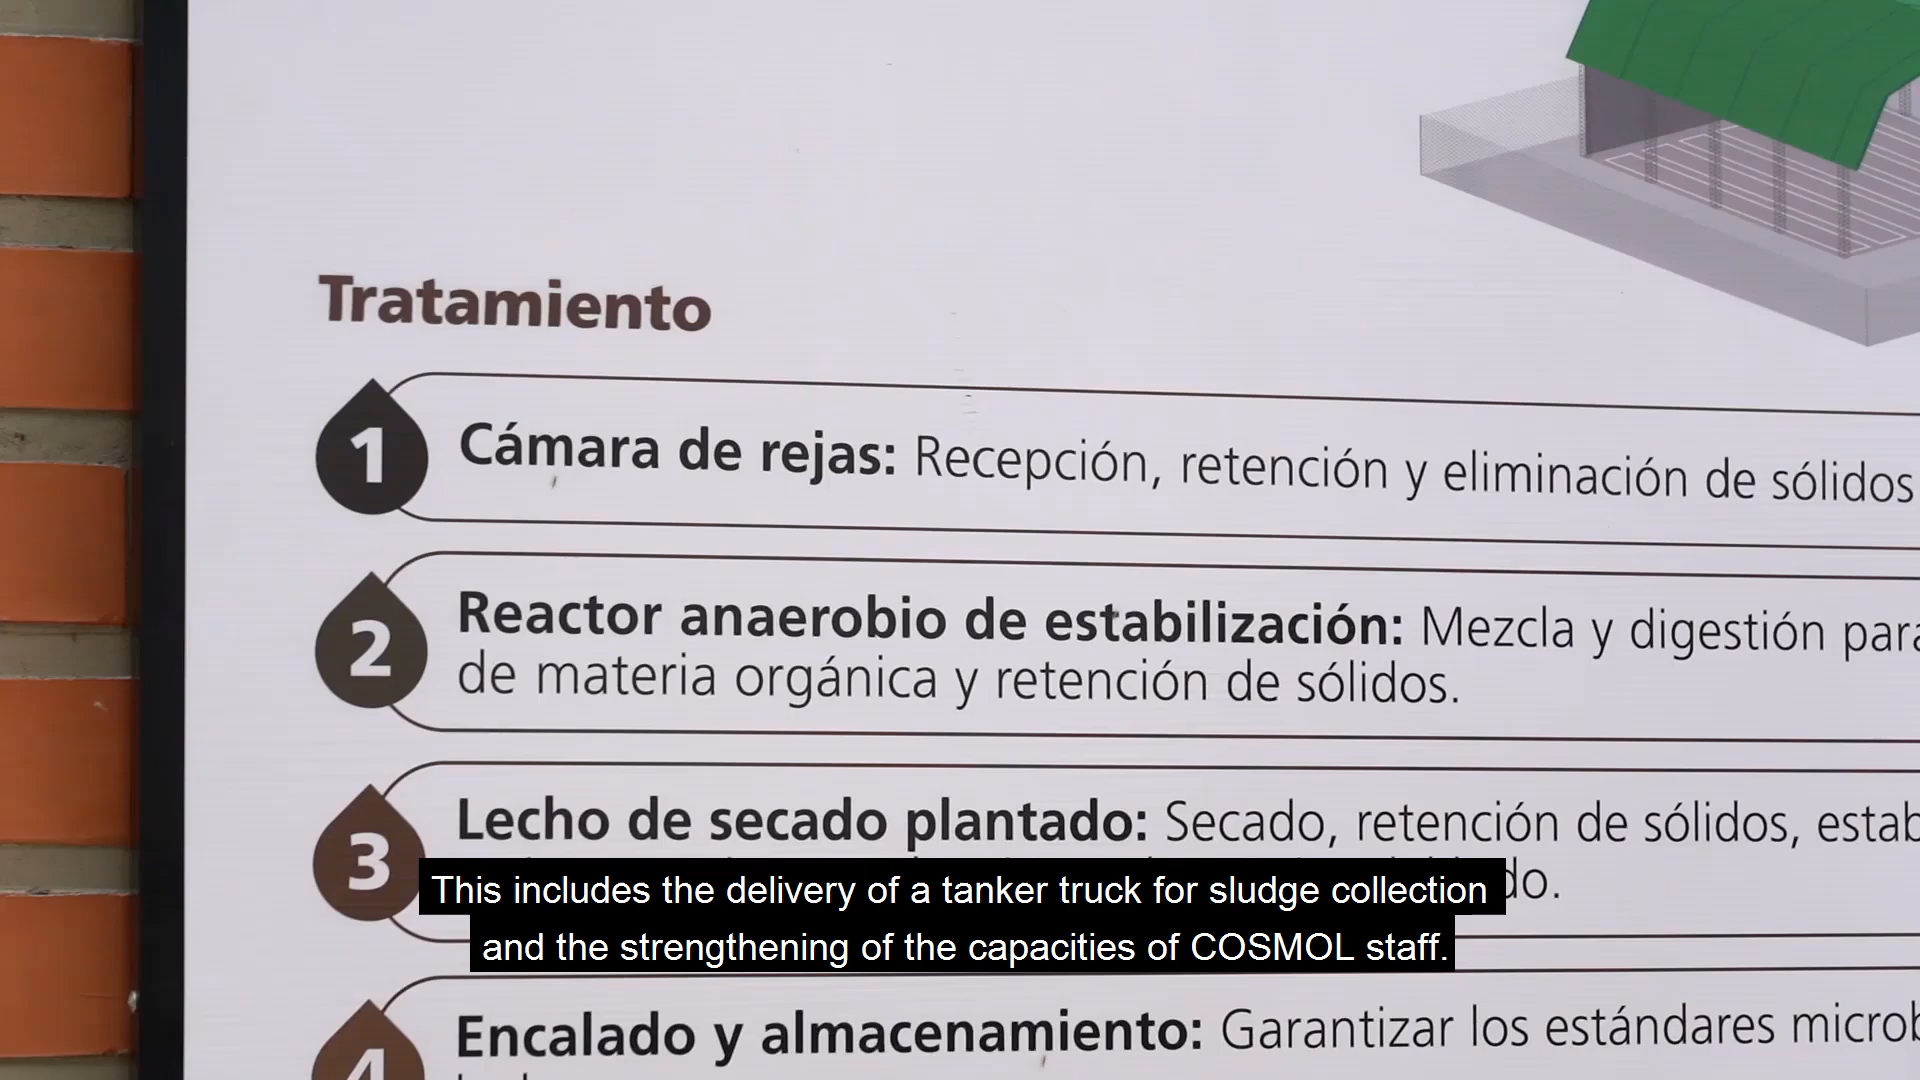 Tratamiento
1
Cámara de rejas: Recepción, retención y eliminación de sólidos
2
Reactor anaerobio de estabilización: Mezcla y digestión para
de materia orgánica y retención de sólidos.
3
Lecho de secado plantado: Secado, retención de sólidos,
This includes the delivery of a tanker truck for sludge collection
and the strengthening of the capacities of COSMOL staff.
4
Encalado y almacenamiento: Garantizar los estándares